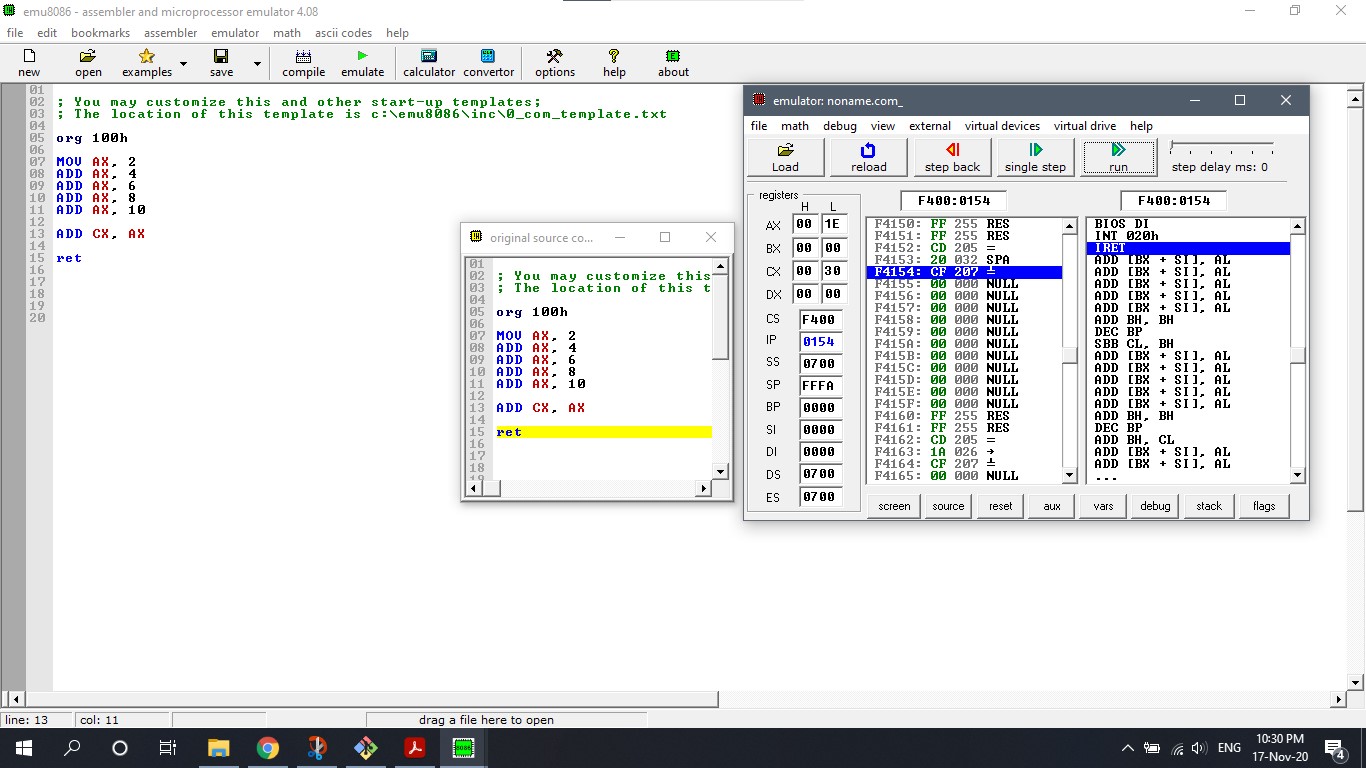 emu8086 - assembler and microprocessor emulator 4.08
file edit bookmarks assembler emulator math ascii codes help
new open examples save compile emulate calculator convertor options help about
01
02 ; You may customize this and other start-up templates;
03 ; The location of this template is c:\emu8086\inc\0_com_template.txt
04
05 org 100h
06
07 MOV AX, 2
08 ADD AX, 4
09 ADD AX, 6
10 ADD AX, 8
11 ADD AX, 10
12
13 ADD CX, AX
14
15 ret
16
17
18
19
20
original source co...
01
02 ; You may customize this
03 ; The location of this t
04
05 org 100h
06
07 MOV AX, 2
08 ADD AX, 4
09 ADD AX, 6
10 ADD AX, 8
11 ADD AX, 10
12
13 ADD CX, AX
14
15 ret
16
17
18
19
emulator: noname.com_
file math debug view external virtual devices virtual drive help
Load reload step back single step run step delay ms: 0
registers
H L
AX 00 1E
BX 00 00
CX 00 30
DX 00 00
CS F400
IP 0154
SS 0700
SP FFFA
BP 0000
SI 0000
DI 0000
DS 0700
ES 0700
F400:0154
F4150: FF 255 RES
F4151: FF 255 RES
F4152: CD 205 =
F4153: 20 032 SPA
F4154: CF 207 ╧
F4155: 00 000 NULL
F4156: 00 000 NULL
F4157: 00 000 NULL
F4158: 00 000 NULL
F4159: 00 000 NULL
F415A: 00 000 NULL
F415B: 00 000 NULL
F415C: 00 000 NULL
F415D: 00 000 NULL
F415E: 00 000 NULL
F415F: 00 000 NULL
F4160: FF 255 RES
F4161: FF 255 RES
F4162: CD 205 =
F4163: 1A 026 →
F4164: CF 207 ╧
F4165: 00 000 NULL
F400:0154
BIOS DI
INT 020h
IRET
ADD [BX + SI], AL
ADD [BX + SI], AL
ADD [BX + SI], AL
ADD [BX + SI], AL
ADD [BX + SI], AL
ADD BH, BH
DEC BP
SBB CL, BH
ADD [BX + SI], AL
ADD [BX + SI], AL
ADD [BX + SI], AL
ADD [BX + SI], AL
ADD [BX + SI], AL
ADD BH, BH
DEC BP
ADD BH, CL
ADD [BX + SI], AL
ADD [BX + SI], AL
...
screen source reset aux vars debug stack flags
line: 13 col: 11 drag a file here to open
8086
ENG
10:30 PM
17-Nov-20
4